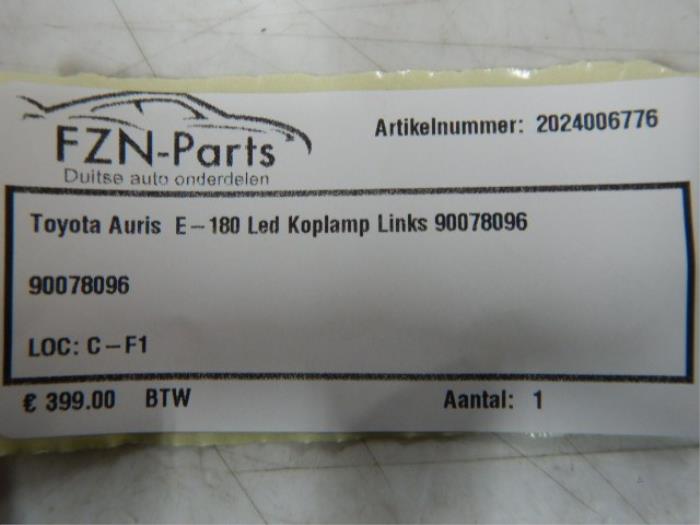 FZN-Parts
Duitse auto onderdelen
Artikelnummer: 2024006776
Toyota Auris E-180 Led Koplamp Links 90078096
90078096
LOC: C-F1
€ 399.00 BTW Aantal: 1